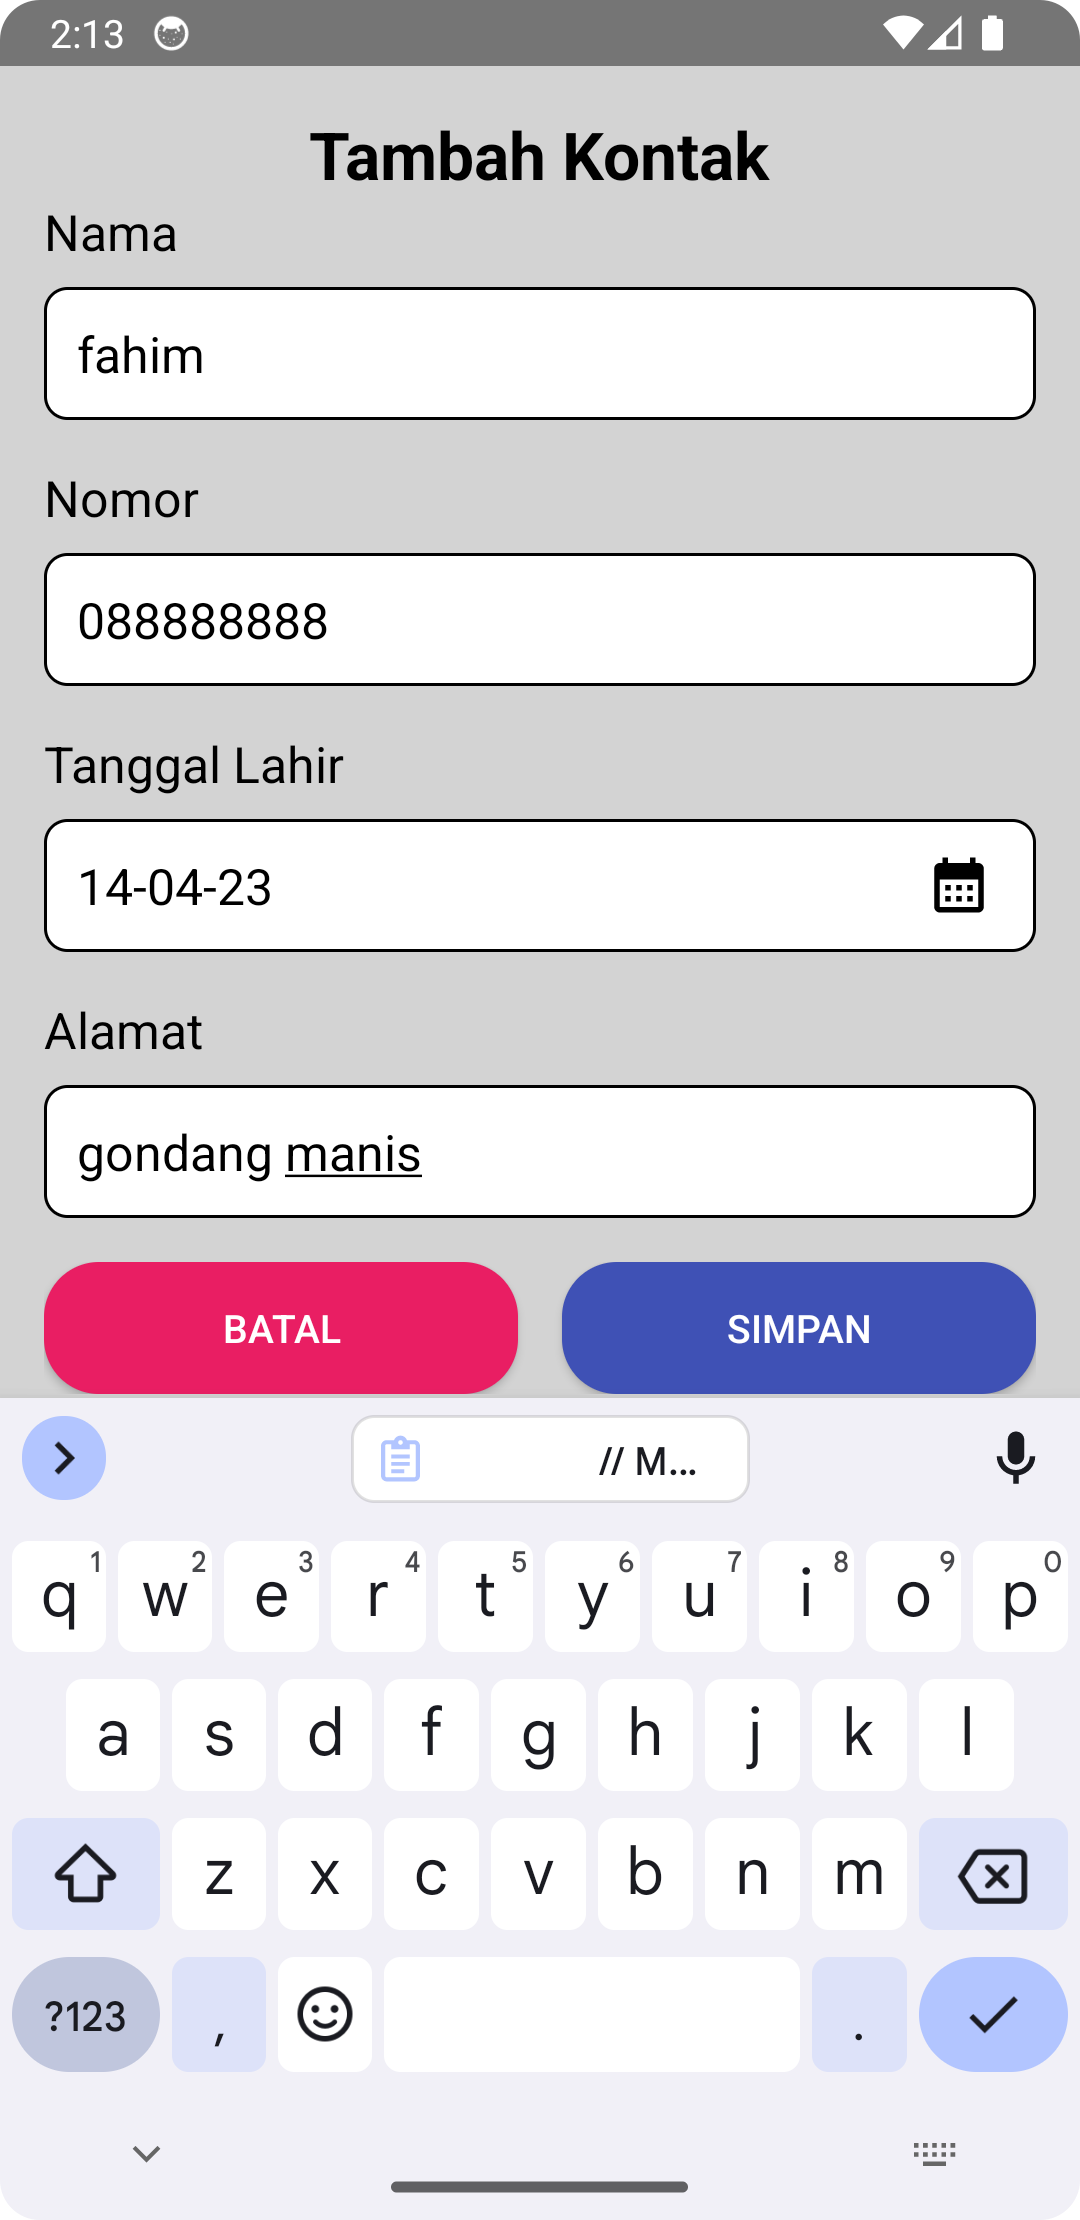 2:13
Tambah Kontak
Nama
fahim
Nomor
088888888
Tanggal Lahir
14-04-23
Alamat
gondang manis
BATAL SIMPAN
// M...
q 1 w 2 e 3 r 4 t 5 y 6 u 7 i 8 o 9 p 0
a s d f g h j k l
z x c v b n m
?123 , .